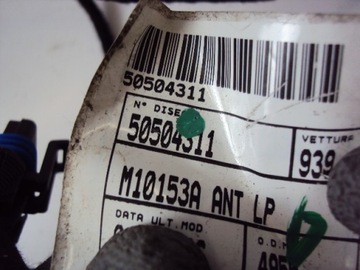 50504311
N° DISE
50504311
VETTURA
939
M10153A ANT LP
DATA ULT.MOD
O.D.M
495